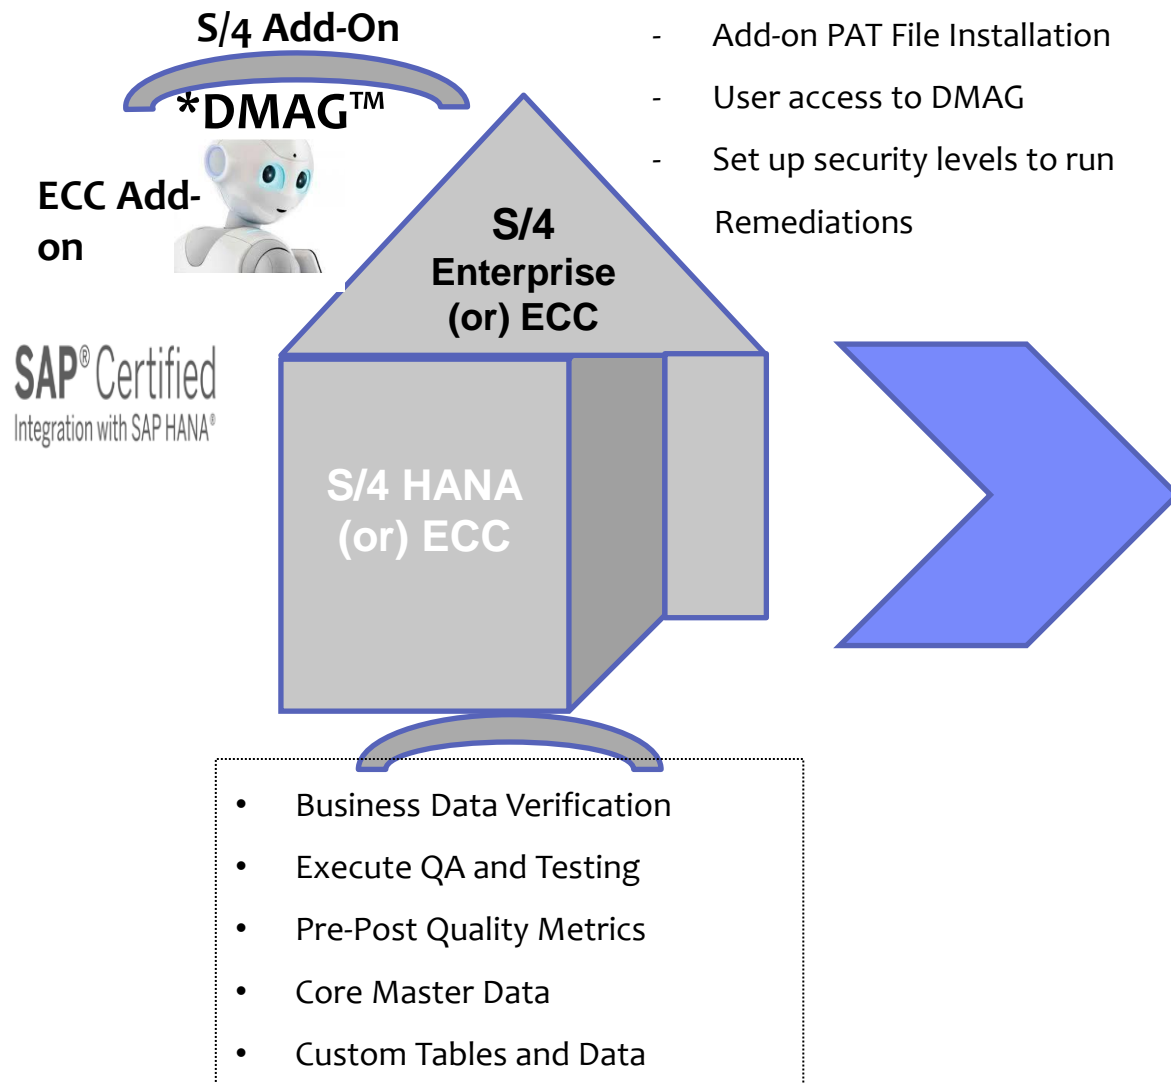 S/4 Add-On
*DMAG™
ECC Add-
on
- Add-on PAT File Installation
- User access to DMAG
- Set up security levels to run
Remediations
S/4
Enterprise
(or) ECC
SAP® Certified
Integration with SAP HANA®
S/4 HANA
(or) ECC
• Business Data Verification
• Execute QA and Testing
• Pre-Post Quality Metrics
• Core Master Data
• Custom Tables and Data